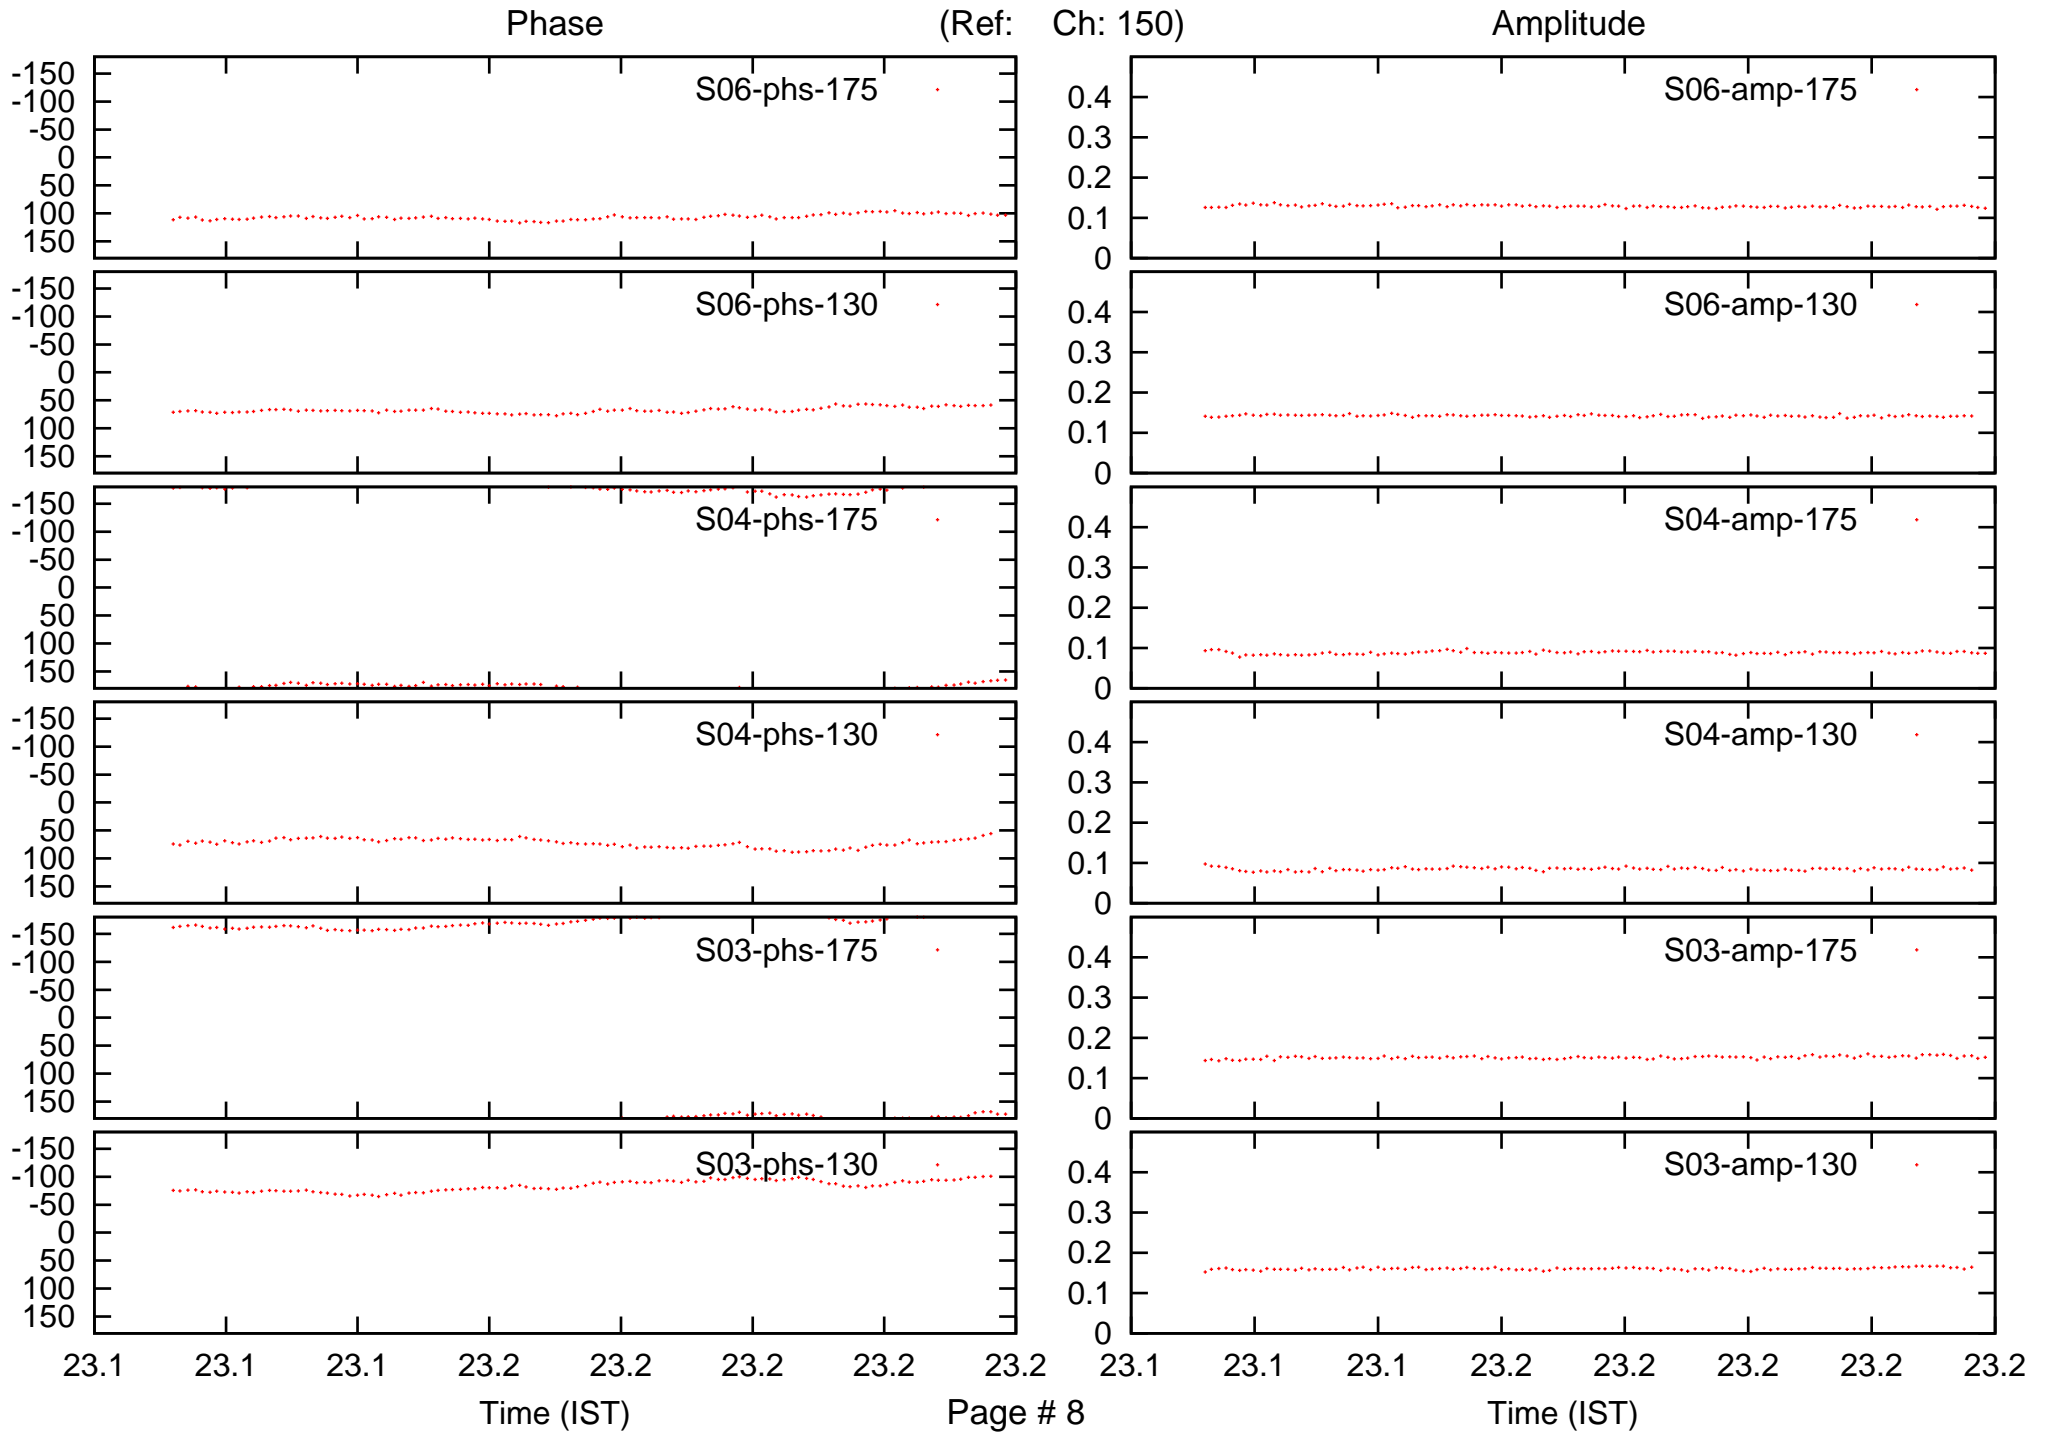 Phase (Ref: Ch: 150) Amplitude
S06-phs-175 S06-amp-175
-150 -100 -50 0 50 100 150
0.4 0.3 0.2 0.1 0
S06-phs-130 S06-amp-130
-150 -100 -50 0 50 100 150
0.4 0.3 0.2 0.1 0
S04-phs-175 S04-amp-175
-150 -100 -50 0 50 100 150
0.4 0.3 0.2 0.1 0
S04-phs-130 S04-amp-130
-150 -100 -50 0 50 100 150
0.4 0.3 0.2 0.1 0
S03-phs-175 S03-amp-175
-150 -100 -50 0 50 100 150
0.4 0.3 0.2 0.1 0
S03-phs-130 S03-amp-130
-150 -100 -50 0 50 100 150
0.4 0.3 0.2 0.1 0
23.1 23.1 23.1 23.2 23.2 23.2 23.2 23.2 23.1 23.1 23.1 23.2 23.2 23.2 23.2 23.2
Time (IST) Page # 8 Time (IST)